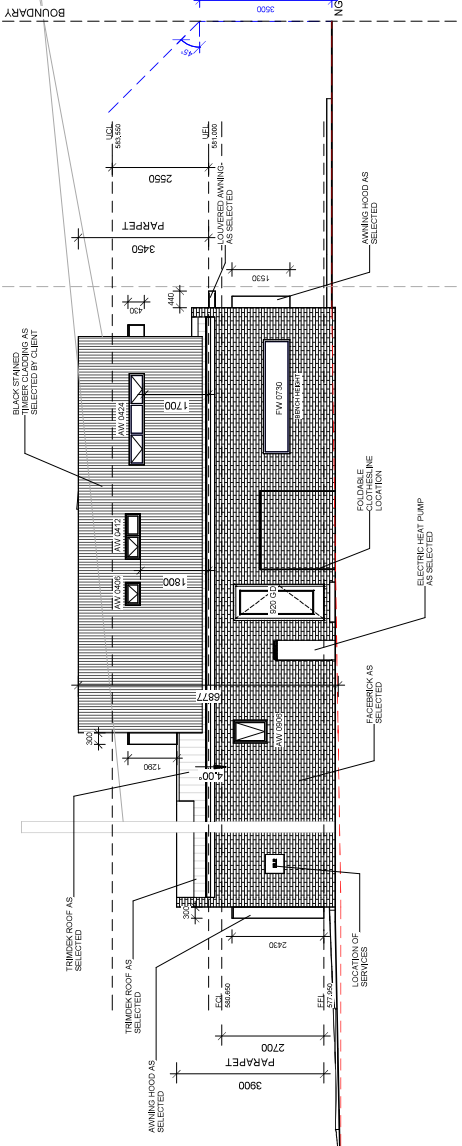 BOUNDARY
3500
NG
45°
UCL
583,550
UFL
581,000
2550
PARPET
3450
LOUVERED AWNING-
AS SELECTED
AWNING HOOD AS
SELECTED
1530
440
430
BLACK STAINED
TIMBER CLADDING AS
SELECTED BY CLIENT
AW 0424
1700
FW 0730
BENCH HEIGHT
AW 0412
AW 0406
1800
FOLDABLE
CLOTHESLINE
LOCATION
920 GD
ELECTRIC HEAT PUMP
AS SELECTED
6877
300
1290
4.00°
AW 0906
FACEBRICK AS
SELECTED
TRIMDEK ROOF AS
SELECTED
TRIMDEK ROOF AS
SELECTED
300
2430
LOCATION OF
SERVICES
AWNING HOOD AS
SELECTED
FCL
580,650
FFL
577,950
2700
PARAPET
3900